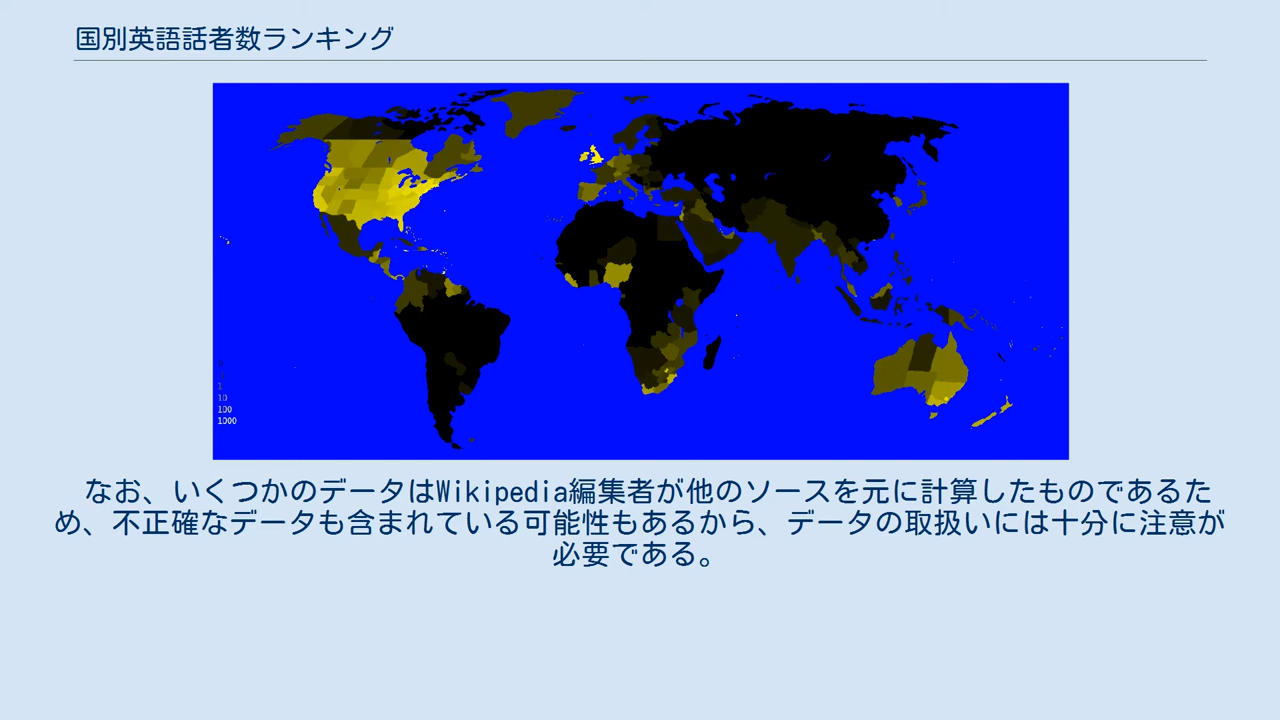 国別英語話者数ランキング
1
10
100
1000
なお、いくつかのデータはWikipedia編集者が他のソースを元に計算したものであるた
め、不正確なデータも含まれている可能性もあるから、データの取扱いには十分に注意が
必要である。